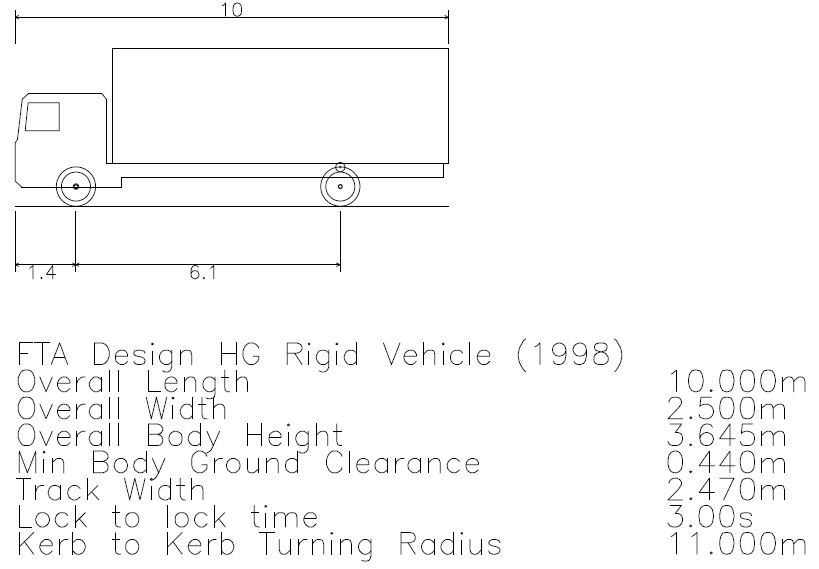 10
1.4
6.1
FTA Design HG Rigid Vehicle (1998)
Overall Length 10.000m
Overall Width 2.500m
Overall Body Height 3.645m
Min Body Ground Clearance 0.440m
Track Width 2.470m
Lock to lock time 3.00s
Kerb to Kerb Turning Radius 11.000m